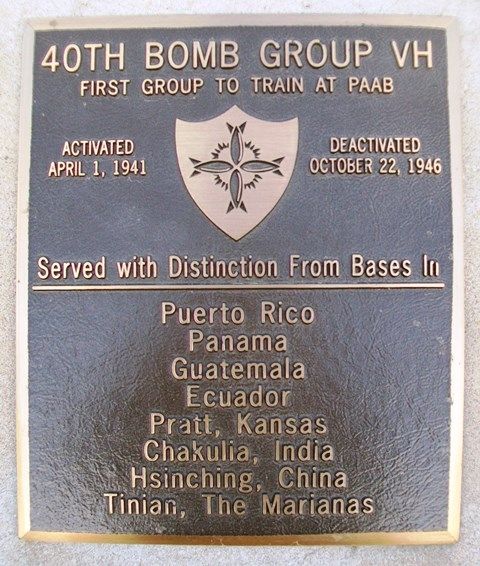 40TH BOMB GROUP VH
FIRST GROUP TO TRAIN AT PAAB
ACTIVATED
APRIL 1, 1941
DEACTIVATED
OCTOBER 22, 1946
Served with Distinction From Bases In
Puerto Rico
Panama
Guatemala
Ecuador
Pratt, Kansas
Chakulia, India
Hsinching, China
Tinian, The Marianas